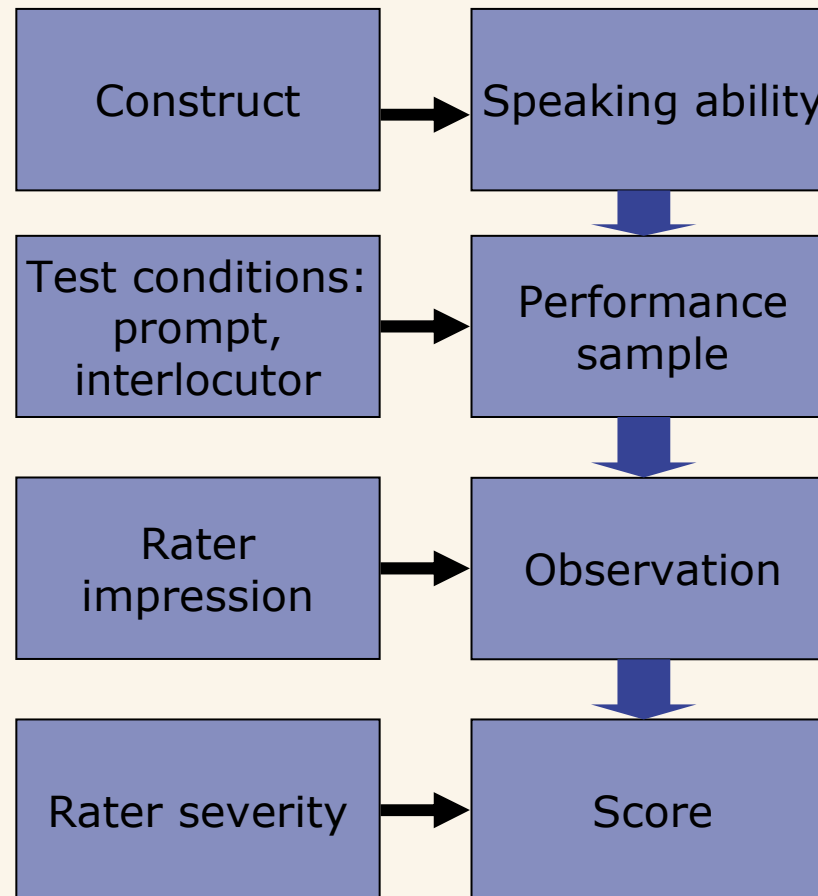 Construct
Speaking ability
Test conditions:
prompt,
interlocutor
Performance
sample
Rater
impression
Observation
Rater severity
Score